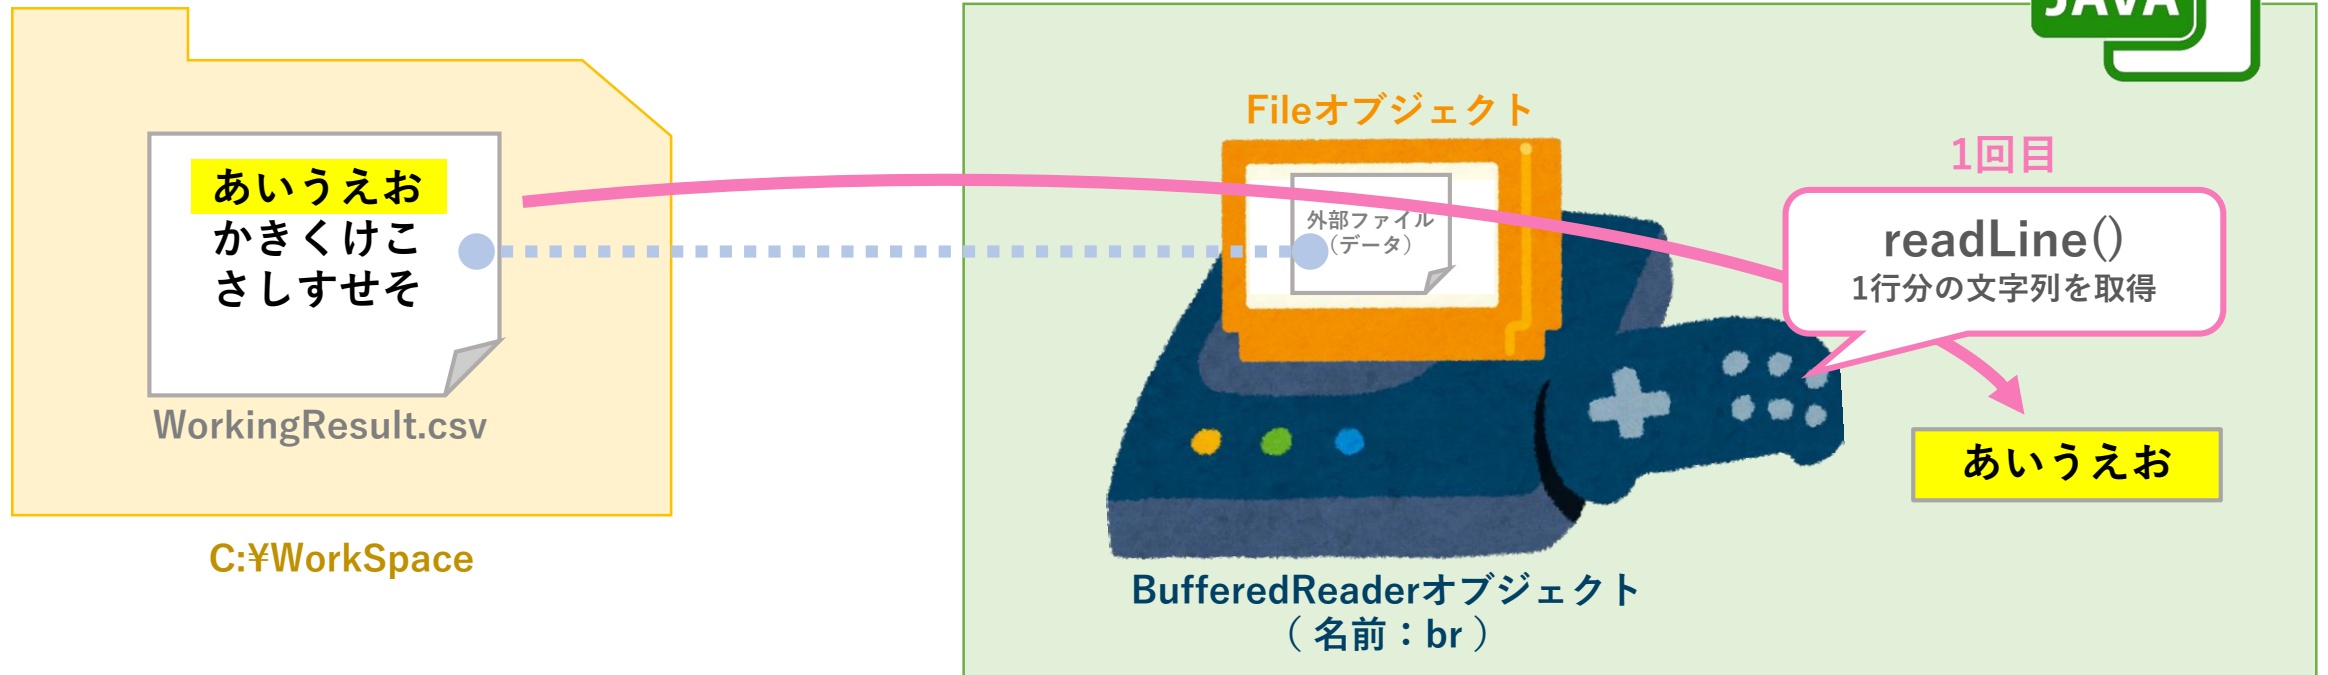 JAVA
あいうえお
かきくけこ
さしすせそ
WorkingResult.csv
C:¥WorkSpace
Fileオブジェクト
外部ファイル
(データ)
1回目
readLine()
1行分の文字列を取得
あいうえお
BufferedReaderオブジェクト
（ 名前：br ）